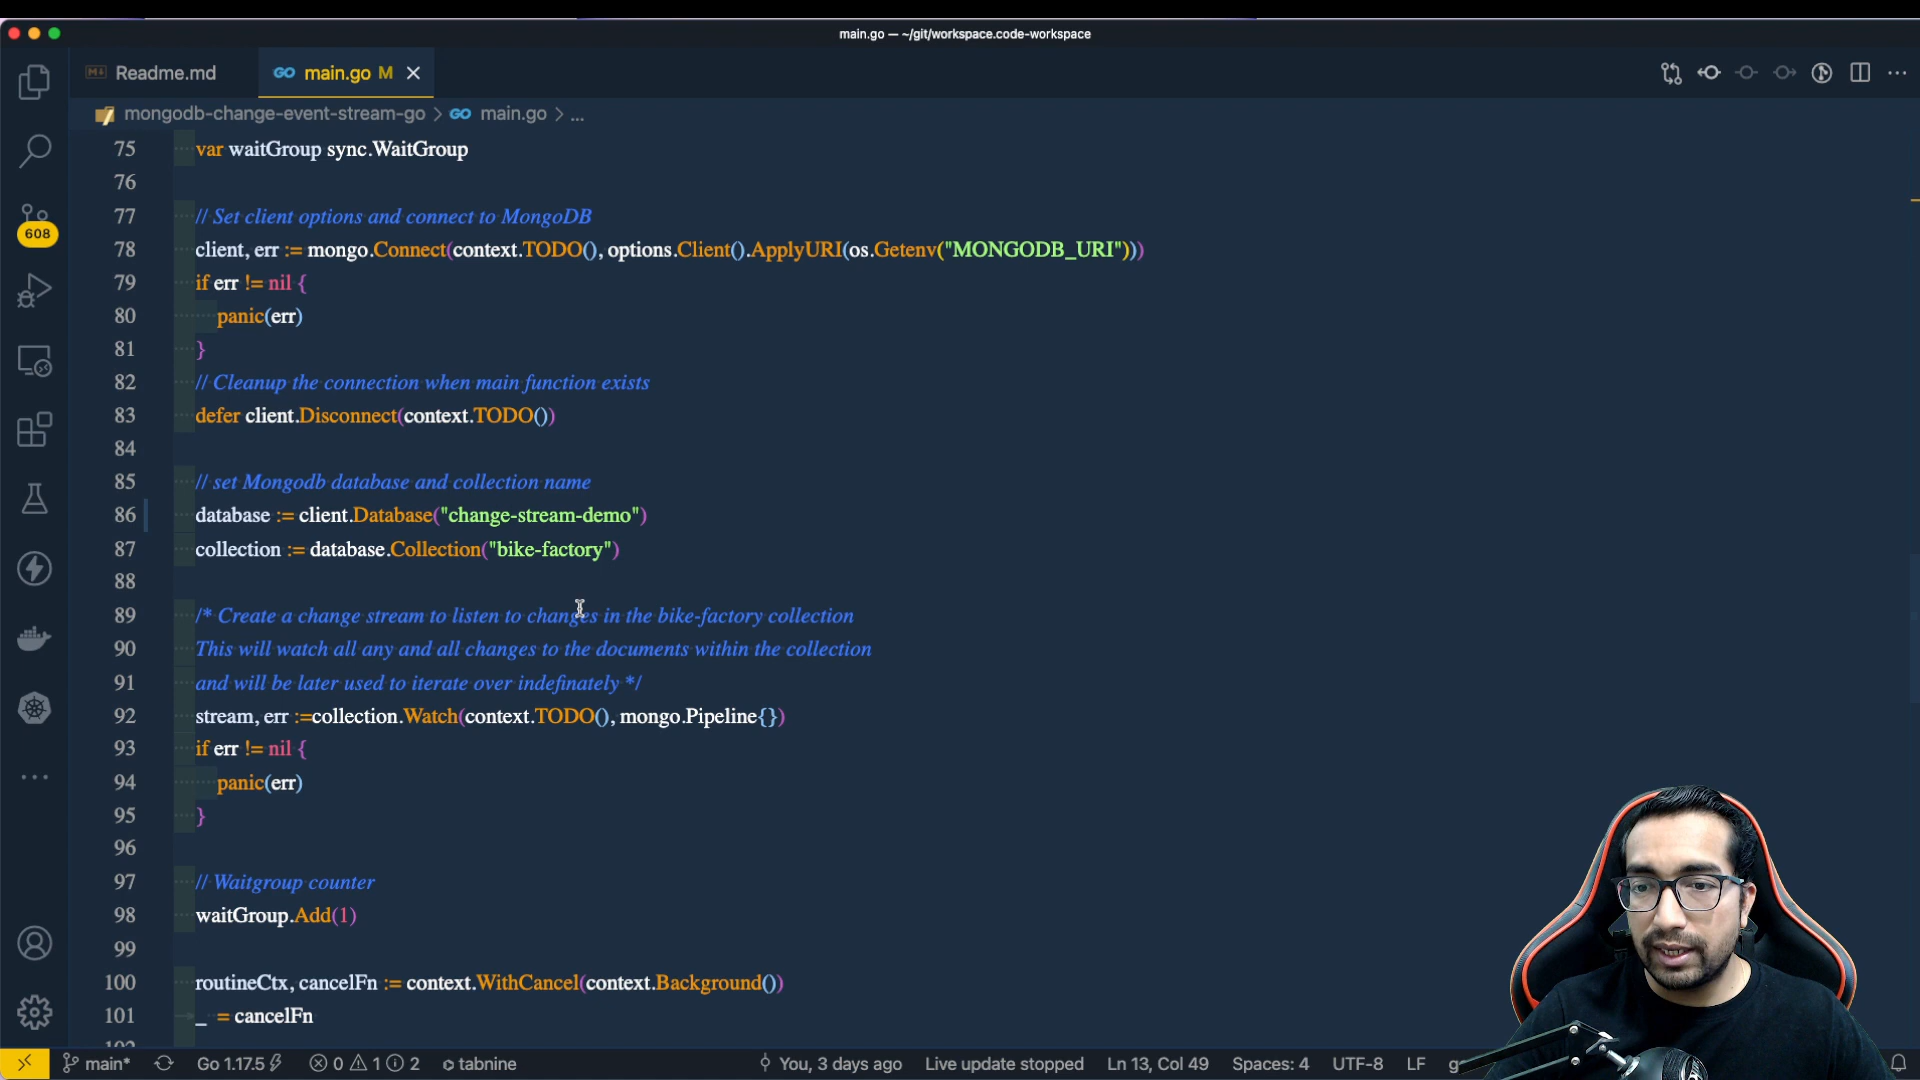 main.go — ~/git/workspace.code-workspace
Readme.md
GO main.go M
mongodb-change-event-stream-go > GO main.go > ...
75 var waitGroup sync.WaitGroup
76
77 // Set client options and connect to MongoDB
78 client, err := mongo.Connect(context.TODO(), options.Client().ApplyURI(os.Getenv("MONGODB_URI")))
79 if err != nil {
80 panic(err)
81 }
82 // Cleanup the connection when main function exists
83 defer client.Disconnect(context.TODO())
84
85 // set Mongodb database and collection name
86 database := client.Database("change-stream-demo")
87 collection := database.Collection("bike-factory")
88
89 /* Create a change stream to listen to changes in the bike-factory collection
90 This will watch all any and all changes to the documents within the collection
91 and will be later used to iterate over indefinately */
92 stream, err :=collection.Watch(context.TODO(), mongo.Pipeline{})
93 if err != nil {
94 panic(err)
95 }
96
97 // Waitgroup counter
98 waitGroup.Add(1)
99
100 routineCtx, cancelFn := context.WithCancel(context.Background())
101 _ = cancelFn
608
main* Go 1.17.5 0 1 2 tabnine You, 3 days ago Live update stopped Ln 13, Col 49 Spaces: 4 UTF-8 LF